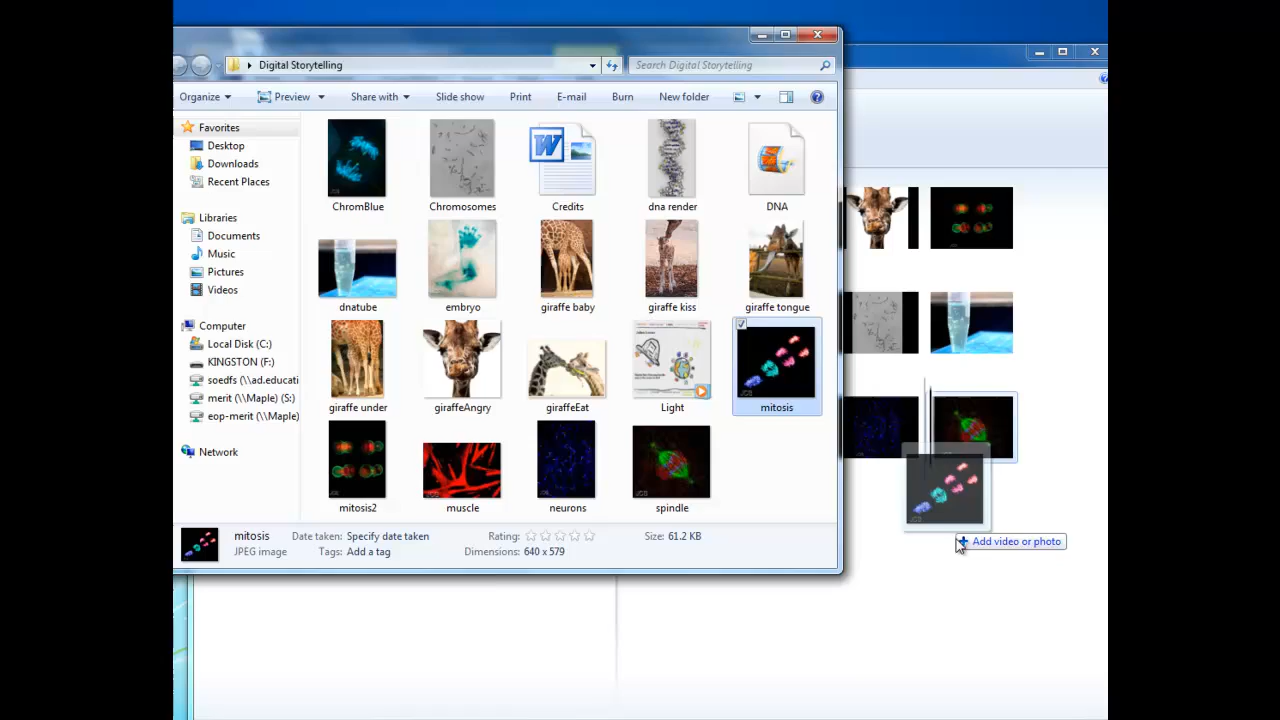 Digital Storytelling
Search Digital Storytelling
Organize
Preview
Share with
Slide show
Print
E-mail
Burn
New folder
Favorites
Desktop
Downloads
Recent Places
Libraries
Documents
Music
Pictures
Videos
Computer
Local Disk (C:)
KINGSTON (F:)
soedfs (\\ad.educati
merit (\\Maple) (S:)
eop-merit (\\Maple)
Network
ChromBlue
Chromosomes
Credits
dna render
DNA
dnatube
embryo
giraffe baby
giraffe kiss
giraffe tongue
giraffe under
giraffeAngry
giraffeEat
Light
mitosis
mitosis2
muscle
neurons
spindle
Add video or photo
mitosis
JPEG image
Date taken: Specify date taken
Tags: Add a tag
Rating:
Dimensions: 640 x 579
Size: 61.2 KB